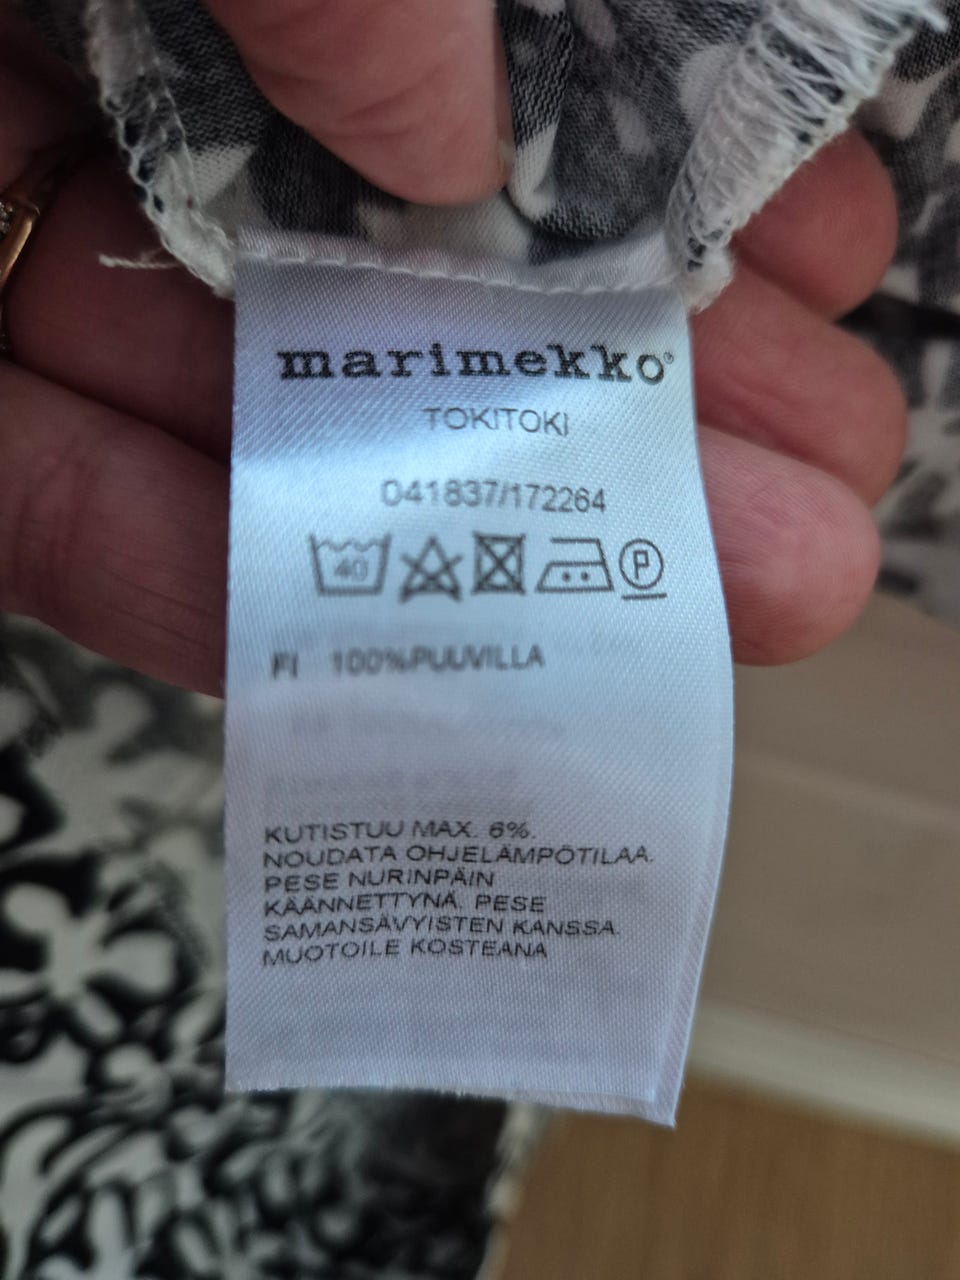 marimekko®
TOKITOKI
041837/172264
40 P
FI 100%PUUVILLA
KUTISTUU MAX. 6%.
NOUDATA OHJELÄMPÖTILAA.
PESE NURINPÄIN
KÄÄNNETTYNÄ. PESE
SAMANSÄVYISTEN KANSSA.
MUOTOILE KOSTEANA